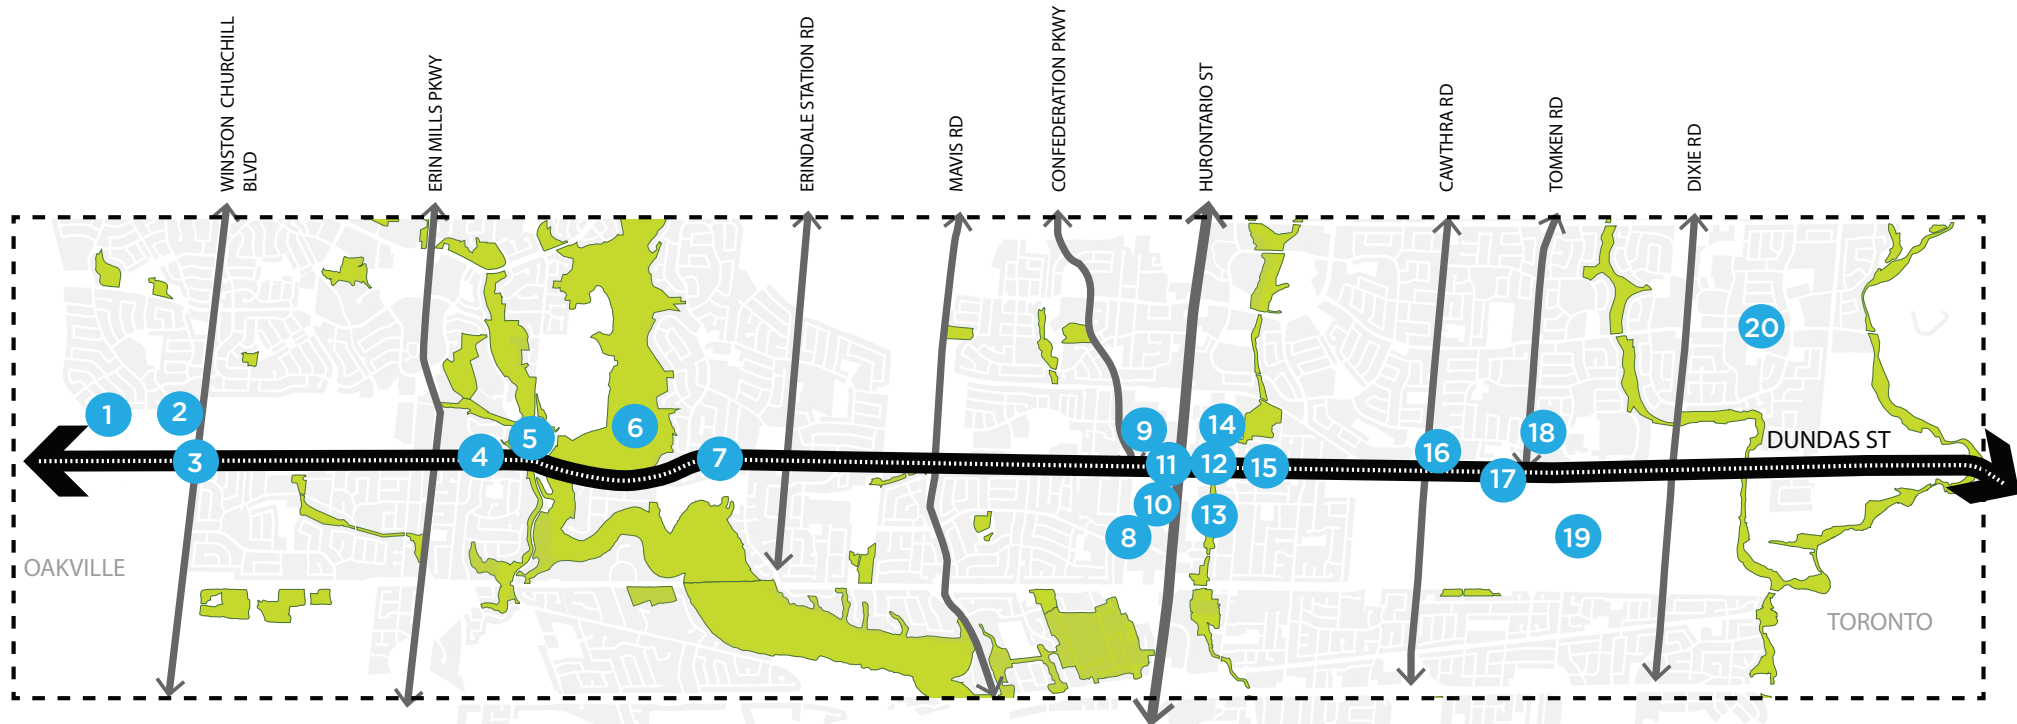 WINSTON CHURCHILL
BLVD
ERIN MILLS PKWY
ERINDALE STATION RD
MAVIS RD
CONFEDERATION PKWY
HURONTARIO ST
CAWTHRA RD
TOMKEN RD
DIXIE RD
20
1
2
3
4
5
6
7
9
14
11
12
15
10
13
8
16
18
17
19
DUNDAS ST
OAKVILLE
TORONTO